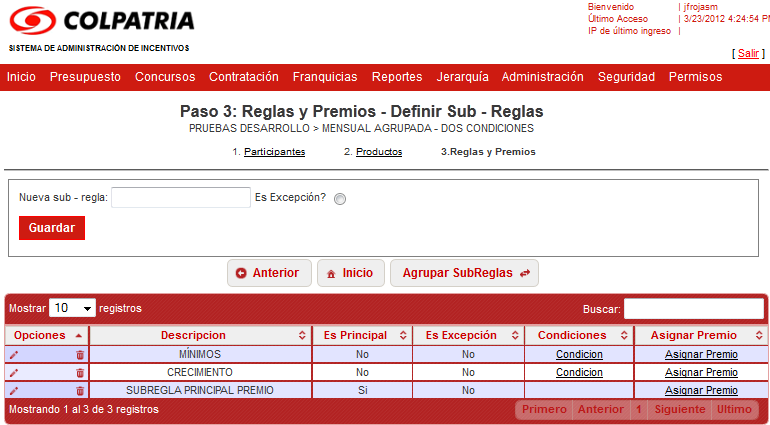 COLPATRIA
SISTEMA DE ADMINISTRACIÓN DE INCENTIVOS
Bienvenido | jfrojasm
Último Acceso | 3/23/2012 4:24:54 PM
IP de último ingreso |
[ Salir ]
Inicio Presupuesto Concursos Contratación Franquicias Reportes Jerarquía Administración Seguridad Permisos
Paso 3: Reglas y Premios - Definir Sub - Reglas
PRUEBAS DESARROLLO > MENSUAL AGRUPADA - DOS CONDICIONES
1. Participantes 2. Productos 3.Reglas y Premios
Nueva sub - regla: Es Excepción?
Guardar
Anterior Inicio Agrupar SubReglas
Mostrar 10 registros Buscar:
Opciones Descripcion Es Principal Es Excepción Condiciones Asignar Premio
MÍNIMOS No No Condicion Asignar Premio
CRECIMIENTO No No Condicion Asignar Premio
SUBREGLA PRINCIPAL PREMIO Si No Asignar Premio
Mostrando 1 al 3 de 3 registros Primero Anterior 1 Siguiente Ultimo